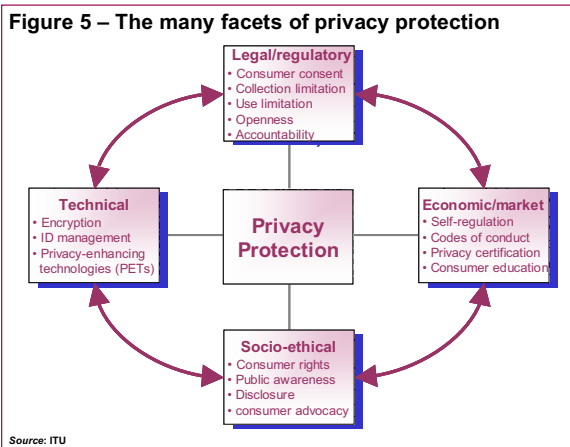 Figure 5 – The many facets of privacy protection
Legal/regulatory
• Consumer consent
• Collection limitation
• Use limitation
• Openness
• Accountability
Technical
• Encryption
• ID management
• Privacy-enhancing
technologies (PETs)
Privacy
Protection
Economic/market
• Self-regulation
• Codes of conduct
• Privacy certification
• Consumer education
Socio-ethical
• Consumer rights
• Public awareness
• Disclosure
• consumer advocacy
Source: ITU